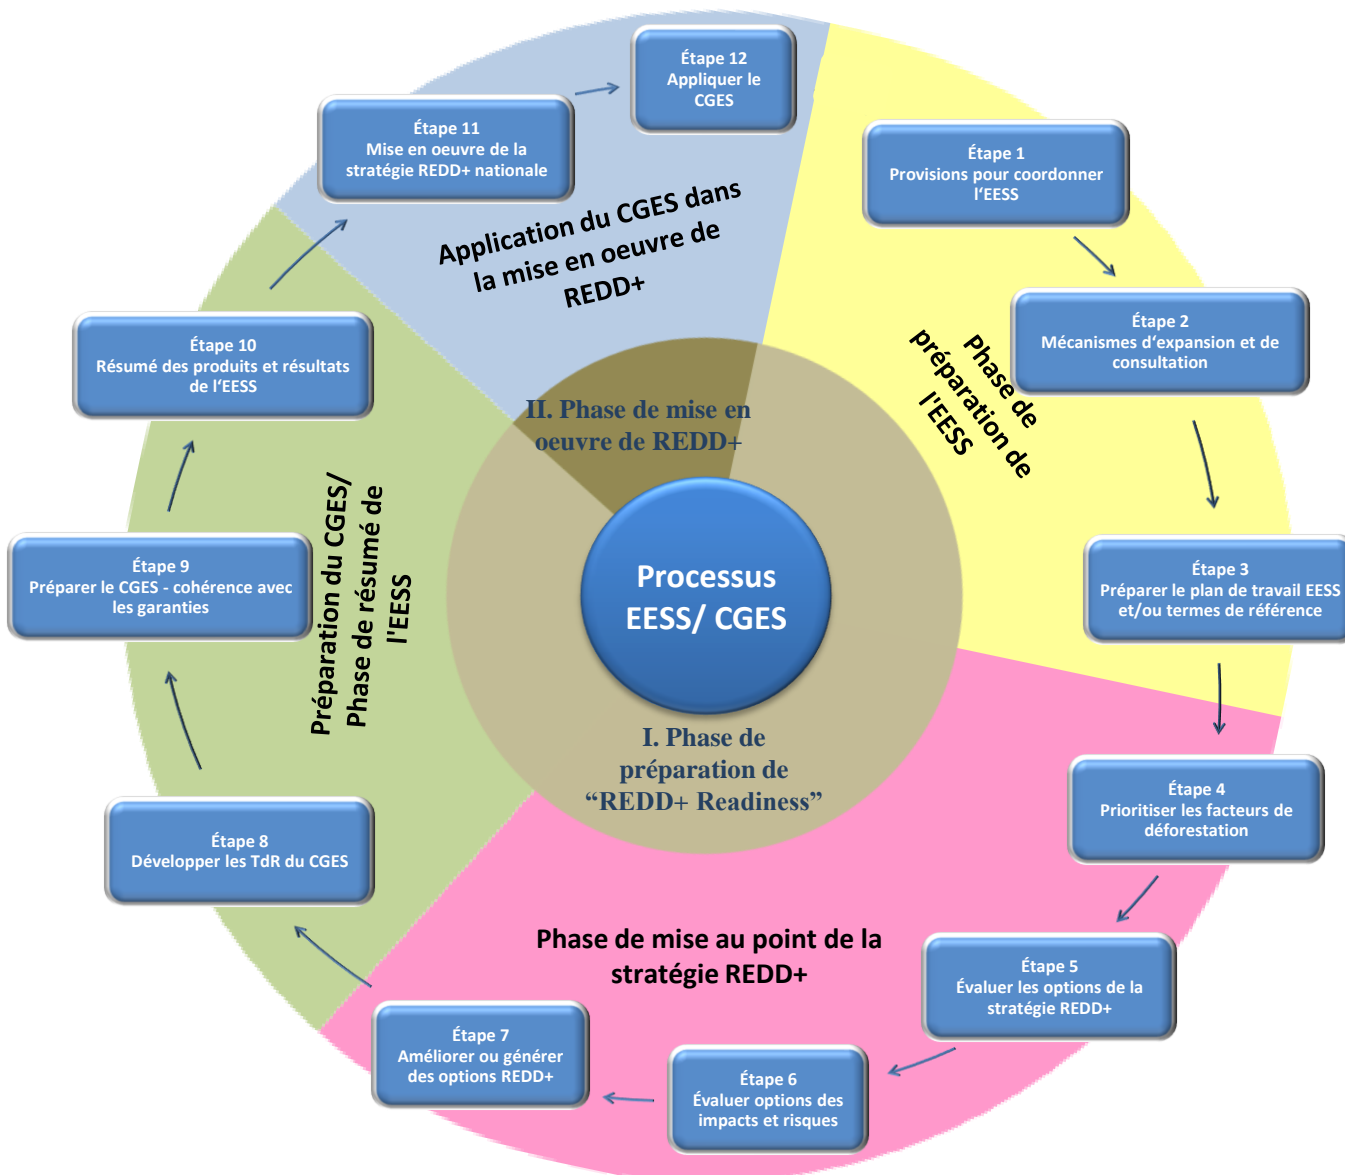 Étape 12
Appliquer le
CGES
Étape 11
Mise en oeuvre de la
stratégie REDD+ nationale
Étape 1
Provisions pour coordonner
l‘EESS
Application du CGES dans
la mise en oeuvre de
REDD+
Étape 2
Mécanismes d‘expansion et de
consultation
Étape 10
Résumé des produits et résultats
de l‘EESS
Phase de
préparation de
l'EESS
II. Phase de mise en
oeuvre de REDD+
Préparation du CGES/
Phase de résumé de
l'EESS
Étape 9
Préparer le CGES - cohérence avec
les garanties
Processus
EESS/ CGES
Étape 3
Préparer le plan de travail EESS
et/ou termes de référence
I. Phase de
préparation de
“REDD+ Readiness”
Étape 4
Prioritiser les facteurs de
déforestation
Étape 8
Développer les TdR du CGES
Phase de mise au point de la
stratégie REDD+
Étape 5
Évaluer les options de la
stratégie REDD+
Étape 7
Améliorer ou générer
des options REDD+
Étape 6
Évaluer options des
impacts et risques